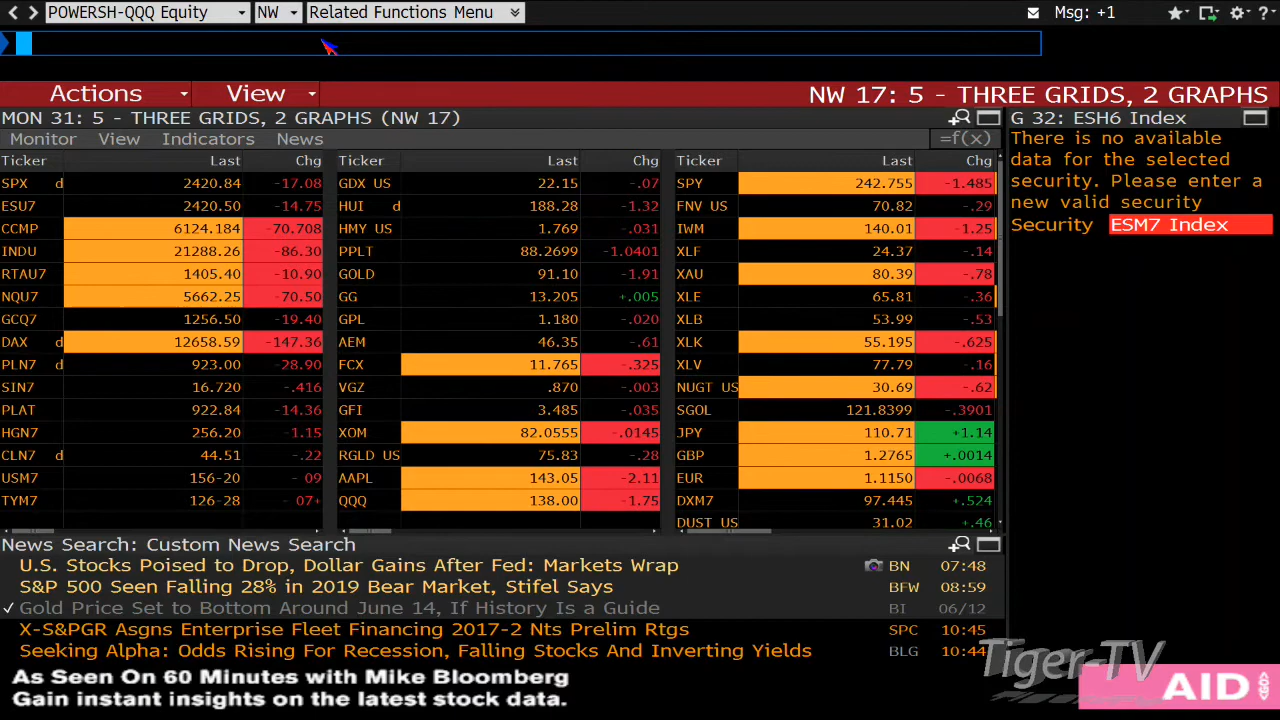 POWERSH-QQQ Equity NW Related Functions Menu Msg: +1 ?
Actions View NW 17: 5 - THREE GRIDS, 2 GRAPHS
MON 31: 5 - THREE GRIDS, 2 GRAPHS (NW 17) G 32: ESH6 Index
Monitor View Indicators News =f(x)
There is no available
data for the selected
security. Please enter a
new valid security
Security ESM7 Index
Ticker Last Chg Ticker Last Chg Ticker Last Chg
SPX d 2420.84 -17.08 GDX US 22.15 -.07 SPY 242.755 -1.485
ESU7 2420.50 -14.75 HUI d 188.28 -1.32 FNV US 70.82 -.29
CCMP 6124.184 -70.708 HMY US 1.769 -.031 IWM 140.01 -1.25
INDU 21288.26 -86.30 PPLT 88.2699 -1.0401 XLF 24.37 -.14
RTAU7 1405.40 -10.90 GOLD 91.10 -1.91 XAU 80.39 -.78
NQU7 5662.25 -70.50 GG 13.205 +.005 XLE 65.81 -.36
GCQ7 1256.50 -19.40 GPL 1.180 -.020 XLB 53.99 -.53
DAX d 12658.59 -147.36 AEM 46.35 -.61 XLK 55.195 -.625
PLN7 d 923.00 -28.90 FCX 11.765 -.325 XLV 77.79 -.16
SIN7 16.720 -.416 VGZ .870 -.003 NUGT US 30.69 -.62
PLAT 922.84 -14.36 GFI 3.485 -.035 SGOL 121.8399 -.3901
HGN7 256.20 -1.15 XOM 82.0555 -.0145 JPY 110.71 +1.14
CLN7 d 44.51 -.22 RGLD US 75.83 -.28 GBP 1.2765 +.0014
USM7 156-20 - 09 AAPL 143.05 -2.11 EUR 1.1150 -.0068
TYM7 126-28 - 07+ QQQ 138.00 -1.75 DXM7 97.445 +.524
DUST US 31.02 +.46
News Search: Custom News Search
U.S. Stocks Poised to Drop, Dollar Gains After Fed: Markets Wrap BN 07:48
S&P 500 Seen Falling 28% in 2019 Bear Market, Stifel Says BFW 08:59
✓ Gold Price Set to Bottom Around June 14, If History Is a Guide BI 06/12
X-S&PGR Asgns Enterprise Fleet Financing 2017-2 Nts Prelim Rtgs SPC 10:45
Seeking Alpha: Odds Rising For Recession, Falling Stocks And Inverting Yields BLG 10:44
As Seen On 60 Minutes with Mike Bloomberg
Gain instant insights on the latest stock data.
Tiger-TV
AID